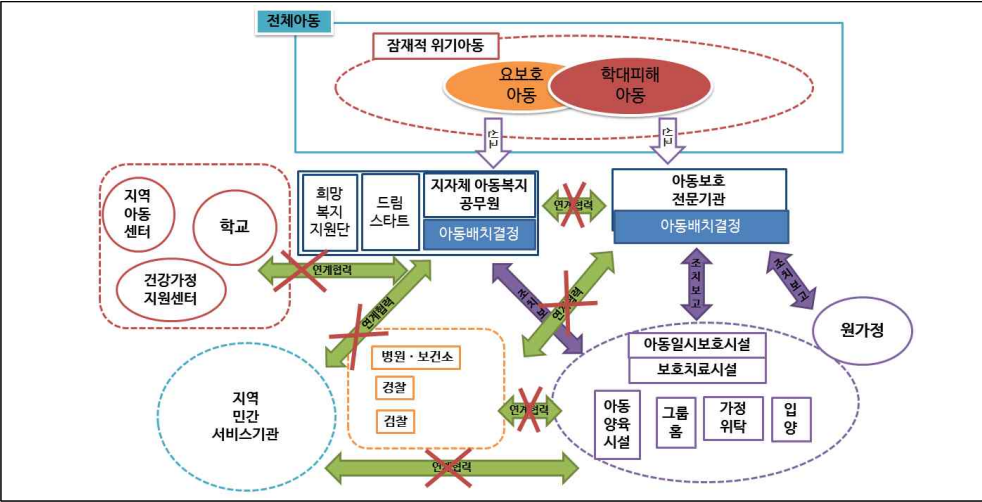 전체아동
잠재적 위기아동
요보호
아동
학대피해
아동
신고
신고
지역
아동
센터
학교
건강가정
지원센터
희망
복지
지원단
드림
스타트
지자체 아동복지
공무원
아동배치결정
연계협력
아동보호
전문기관
아동배치결정
연계협력
연계협력
조치보
연계협력
조치보고
조치보고
원가정
지역
민간
서비스기관
병원·보건소
경찰
검찰
연계협력
아동일시보호시설
보호치료시설
아동
양육
시설
그룹
홈
가정
위탁
입
양
연계협력